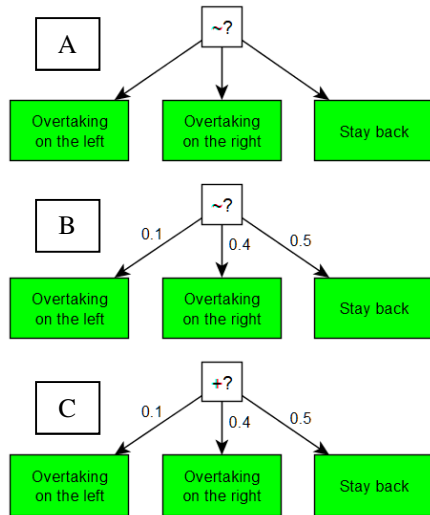 A
~?
Overtaking
on the left
Overtaking
on the right
Stay back
B
~?
0.1
0.4
0.5
Overtaking
on the left
Overtaking
on the right
Stay back
C
+?
0.1
0.4
0.5
Overtaking
on the left
Overtaking
on the right
Stay back